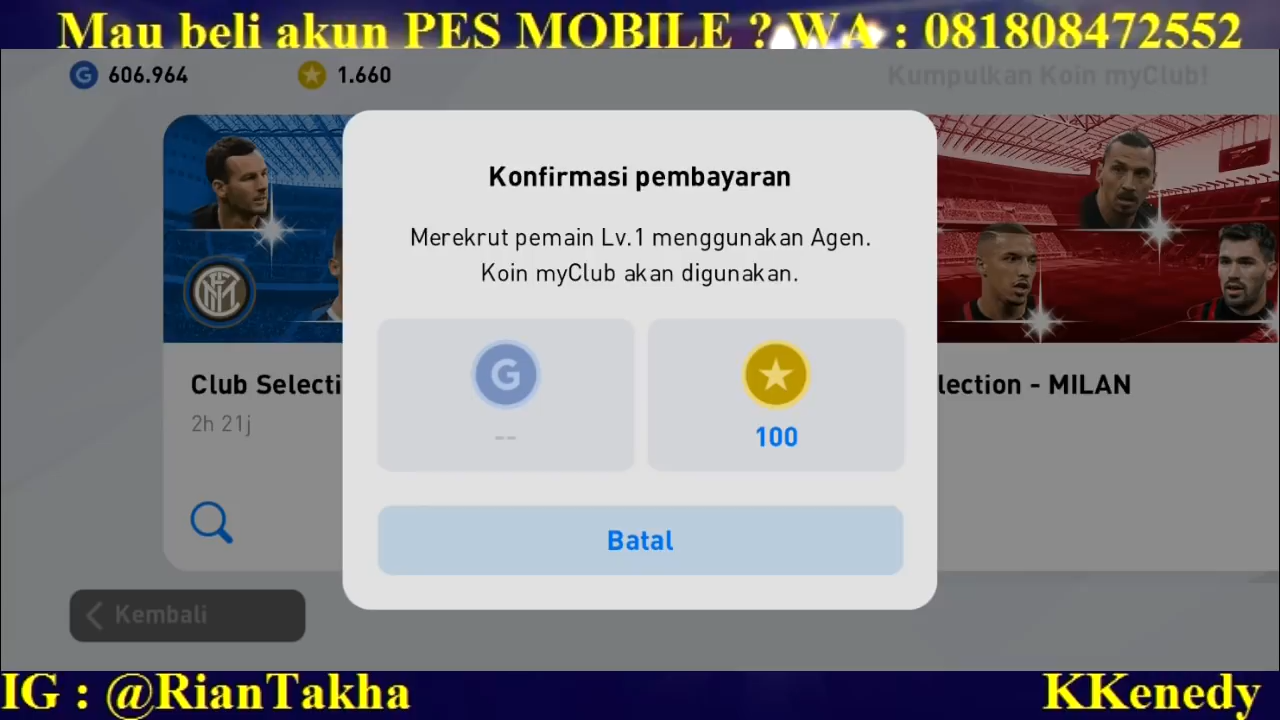 Mau beli akun PES MOBILE ? WA : 081808472552
606.964
1.660
Kumpulkan Koin myClub!
Konfirmasi pembayaran
Merekrut pemain Lv.1 menggunakan Agen.
Koin myClub akan digunakan.
G
--
100
Club Selecti
lection - MILAN
2h 21j
Batal
Kembali
IG : @RianTakha
KKenedy